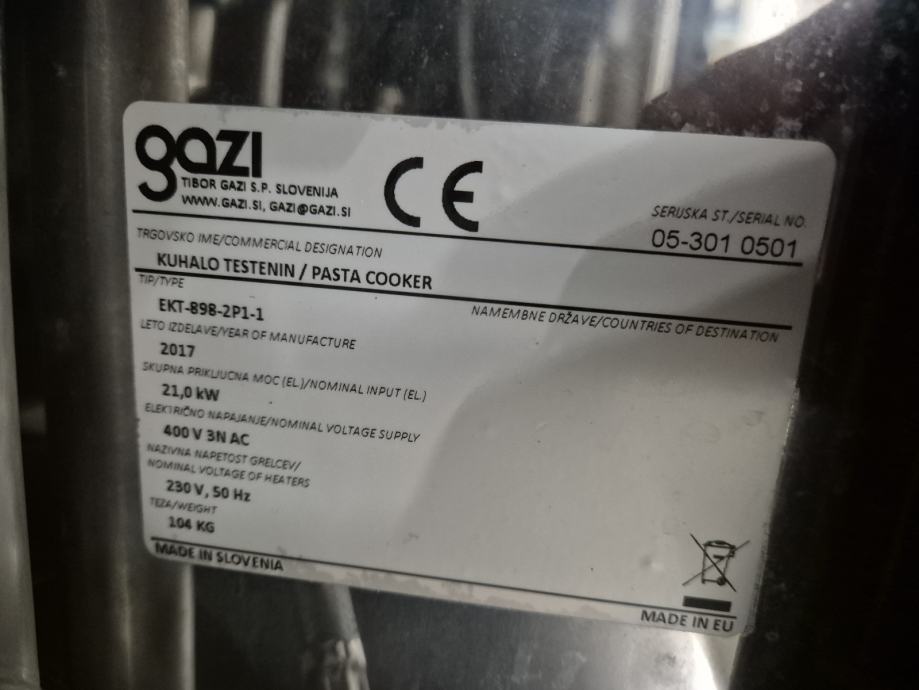 gazi
TIBOR GAZI S.P. SLOVENIJA
WWW.GAZI.SI, GAZI@GAZI.SI
CE
SERIJSKA ŠT./SERIAL NO.
05-301 0501
TRGOVSKO IME/COMMERCIAL DESIGNATION
KUHALO TESTENIN / PASTA COOKER
TIP/TYPE
EKT-898-2P1-1
NAMEMBNE DRŽAVE/COUNTRIES OF DESTINATION
LETO IZDELAVE/YEAR OF MANUFACTURE
2017
SKUPNA PRIKLJUCNA MOC (EL.)/NOMINAL INPUT (EL.)
21,0 kW
ELEKTRIČNO NAPAJANJE/NOMINAL VOLTAGE SUPPLY
400 V 3N AC
NAZIVNA NAPETOST GRELCEV/
NOMINAL VOLTAGE OF HEATERS
230 V, 50 Hz
TEŽA/WEIGHT
104 KG
MADE IN SLOVENIA
MADE IN EU